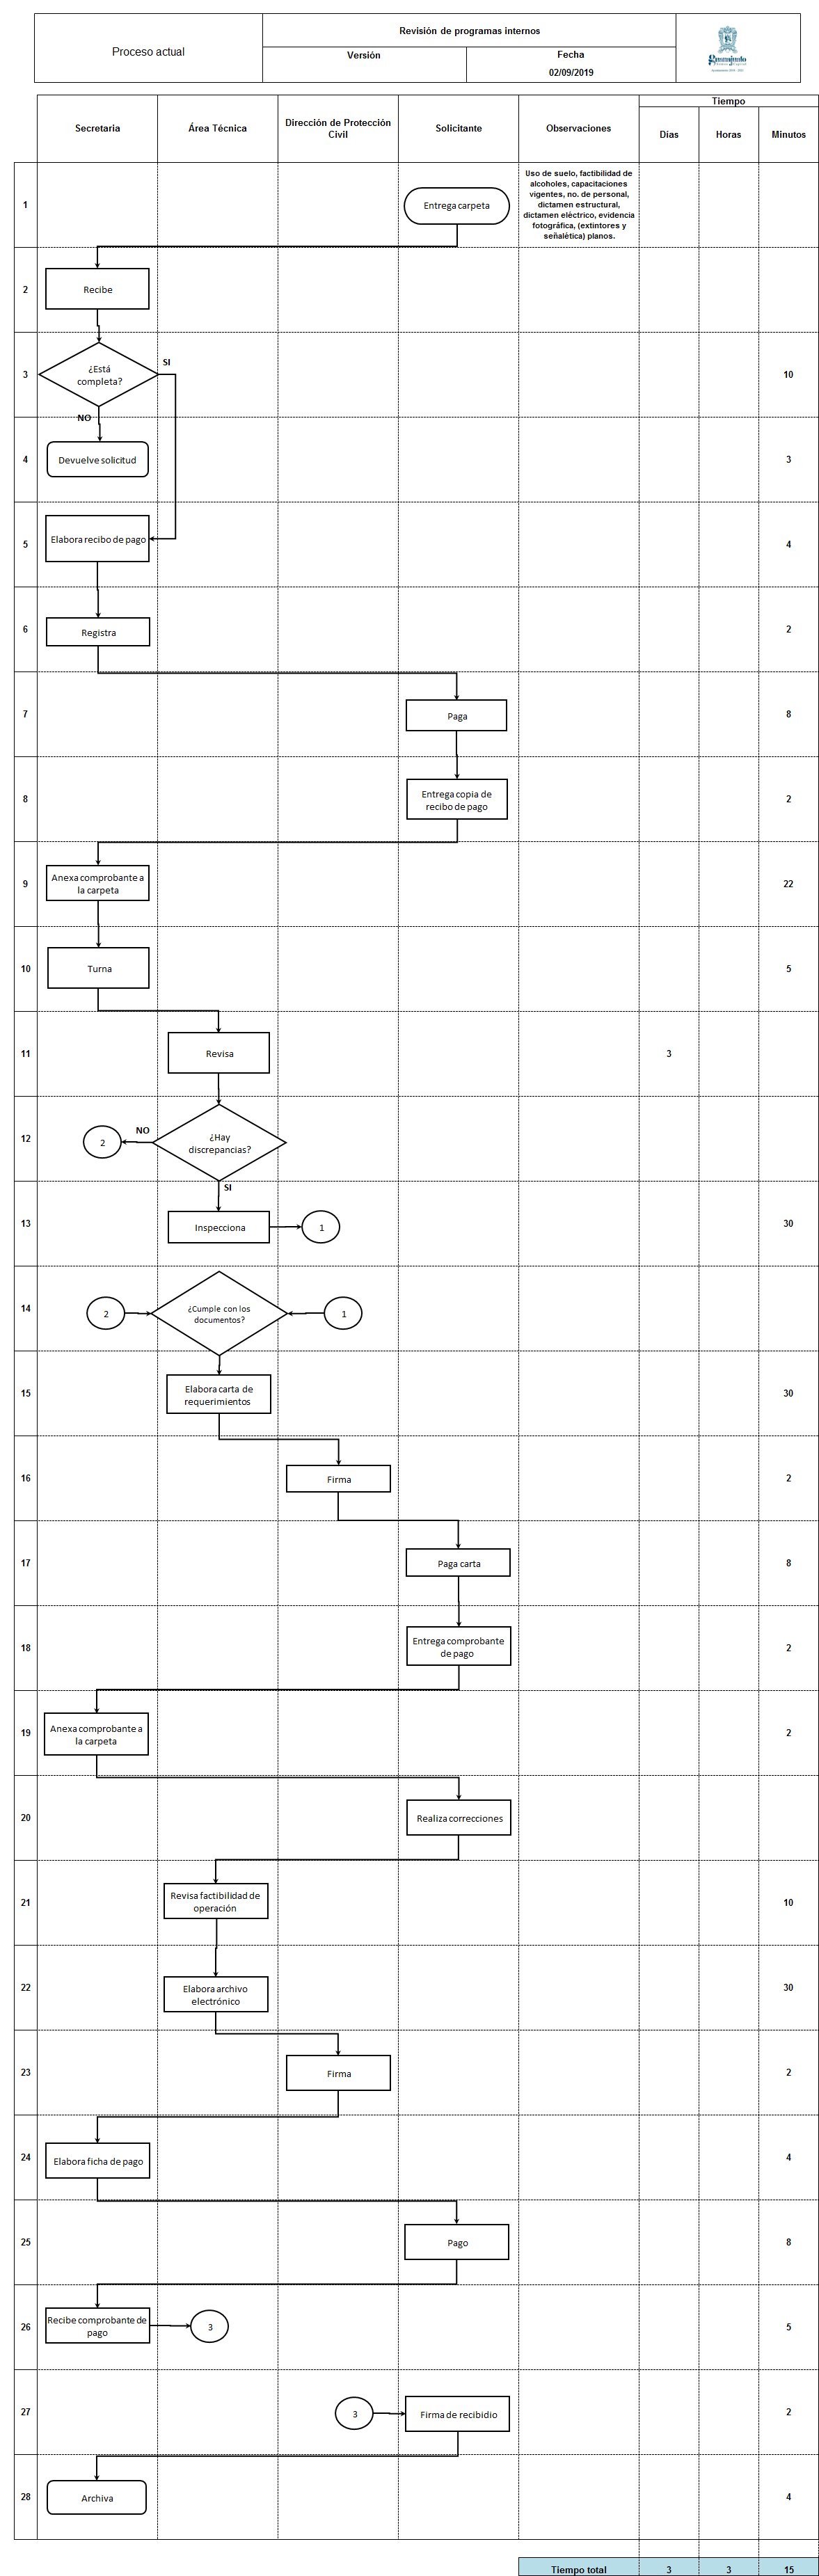 Proceso actual
Revisión de programas internos
Versión
Fecha
02/09/2019
Guanajuato
Secretaria
Área Técnica
Dirección de Protección
Civil
Solicitante
Observaciones
Tiempo
Días
Horas
Minutos
1
Entrega carpeta
Uso de suelo, factibilidad de
alcoholes, capacitaciones
vigentes, no. de personal,
dictamen estructural,
dictamen eléctrico, evidencia
fotográfica, (extintores y
señalética) planos.
2
Recibe
3
¿Está
completa?
SI
NO
10
4
Devuelve solicitud
3
5
Elabora recibo de pago
4
6
Registra
2
7
Paga
8
8
Entrega copia de
recibo de pago
2
9
Anexa comprobante a
la carpeta
22
10
Turna
5
11
Revisa
3
12
2
NO
¿Hay
discrepancias?
SI
13
Inspecciona
1
30
14
2
¿Cumple con los
documentos?
1
15
Elabora carta de
requerimientos
30
16
Firma
2
17
Paga carta
8
18
Entrega comprobante
de pago
2
19
Anexa comprobante a
la carpeta
2
20
Realiza correcciones
21
Revisa factibilidad de
operación
10
22
Elabora archivo
electrónico
30
23
Firma
2
24
Elabora ficha de pago
4
25
Pago
8
26
Recibe comprobante de
pago
3
5
27
3
Firma de recibidio
2
28
Archiva
4
Tiempo total
3
3
15